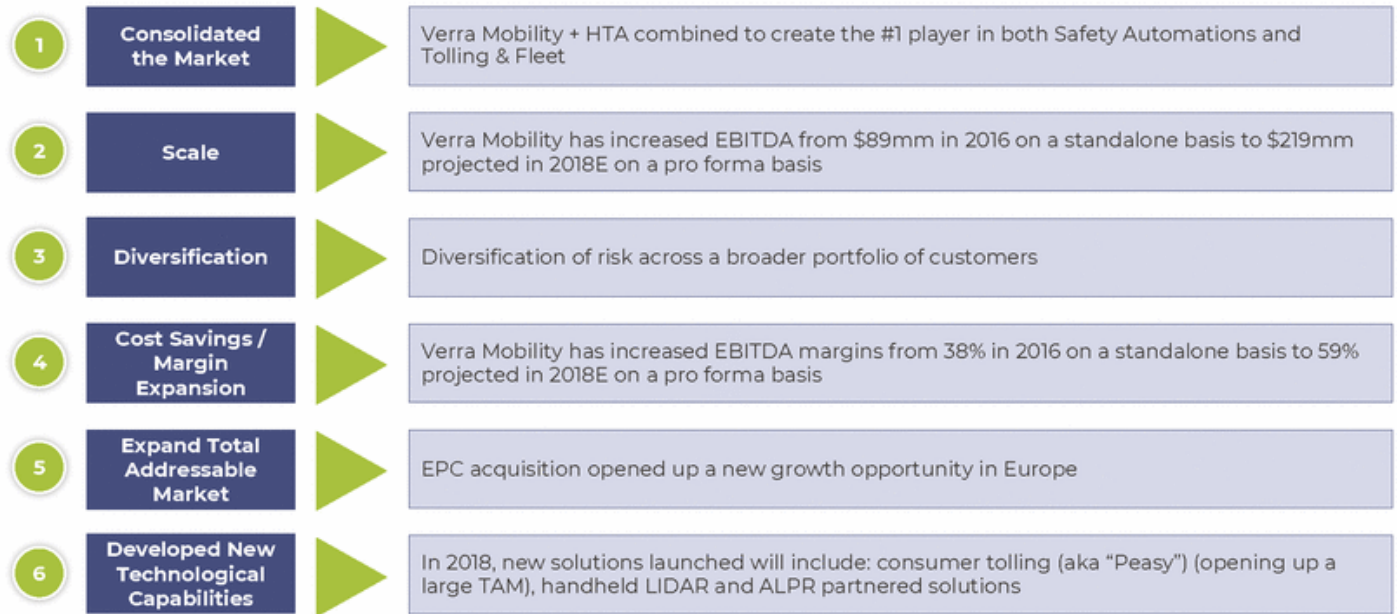 1
Consolidated
the Market
Verra Mobility + HTA combined to create the #1 player in both Safety Automations and
Tolling & Fleet
2
Scale
Verra Mobility has increased EBITDA from $89mm in 2016 on a standalone basis to $219mm
projected in 2018E on a pro forma basis
3
Diversification
Diversification of risk across a broader portfolio of customers
4
Cost Savings /
Margin
Expansion
Verra Mobility has increased EBITDA margins from 38% in 2016 on a standalone basis to 59%
projected in 2018E on a pro forma basis
5
Expand Total
Addressable
Market
EPC acquisition opened up a new growth opportunity in Europe
6
Developed New
Technological
Capabilities
In 2018, new solutions launched will include: consumer tolling (aka “Peasy”) (opening up a
large TAM), handheld LIDAR and ALPR partnered solutions